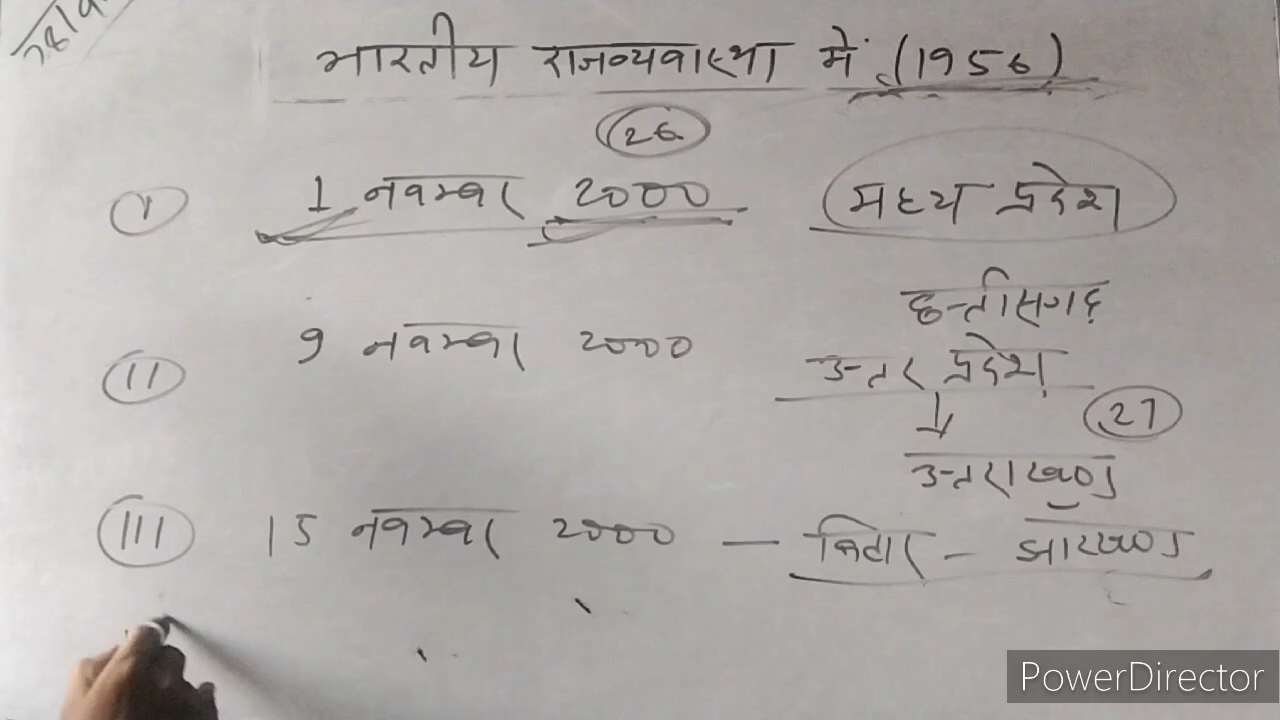 भारतीय राजव्यवास्था में (1956)
26
I 1 नवम्बर 2000 मध्य प्रदेश
छत्तीसगढ़
II 9 नवम्बर 2000 उत्तर प्रदेश
27
उत्तराखण्ड
III 15 नवम्बर 2000 - बिहार - झारखण्ड
PowerDirector